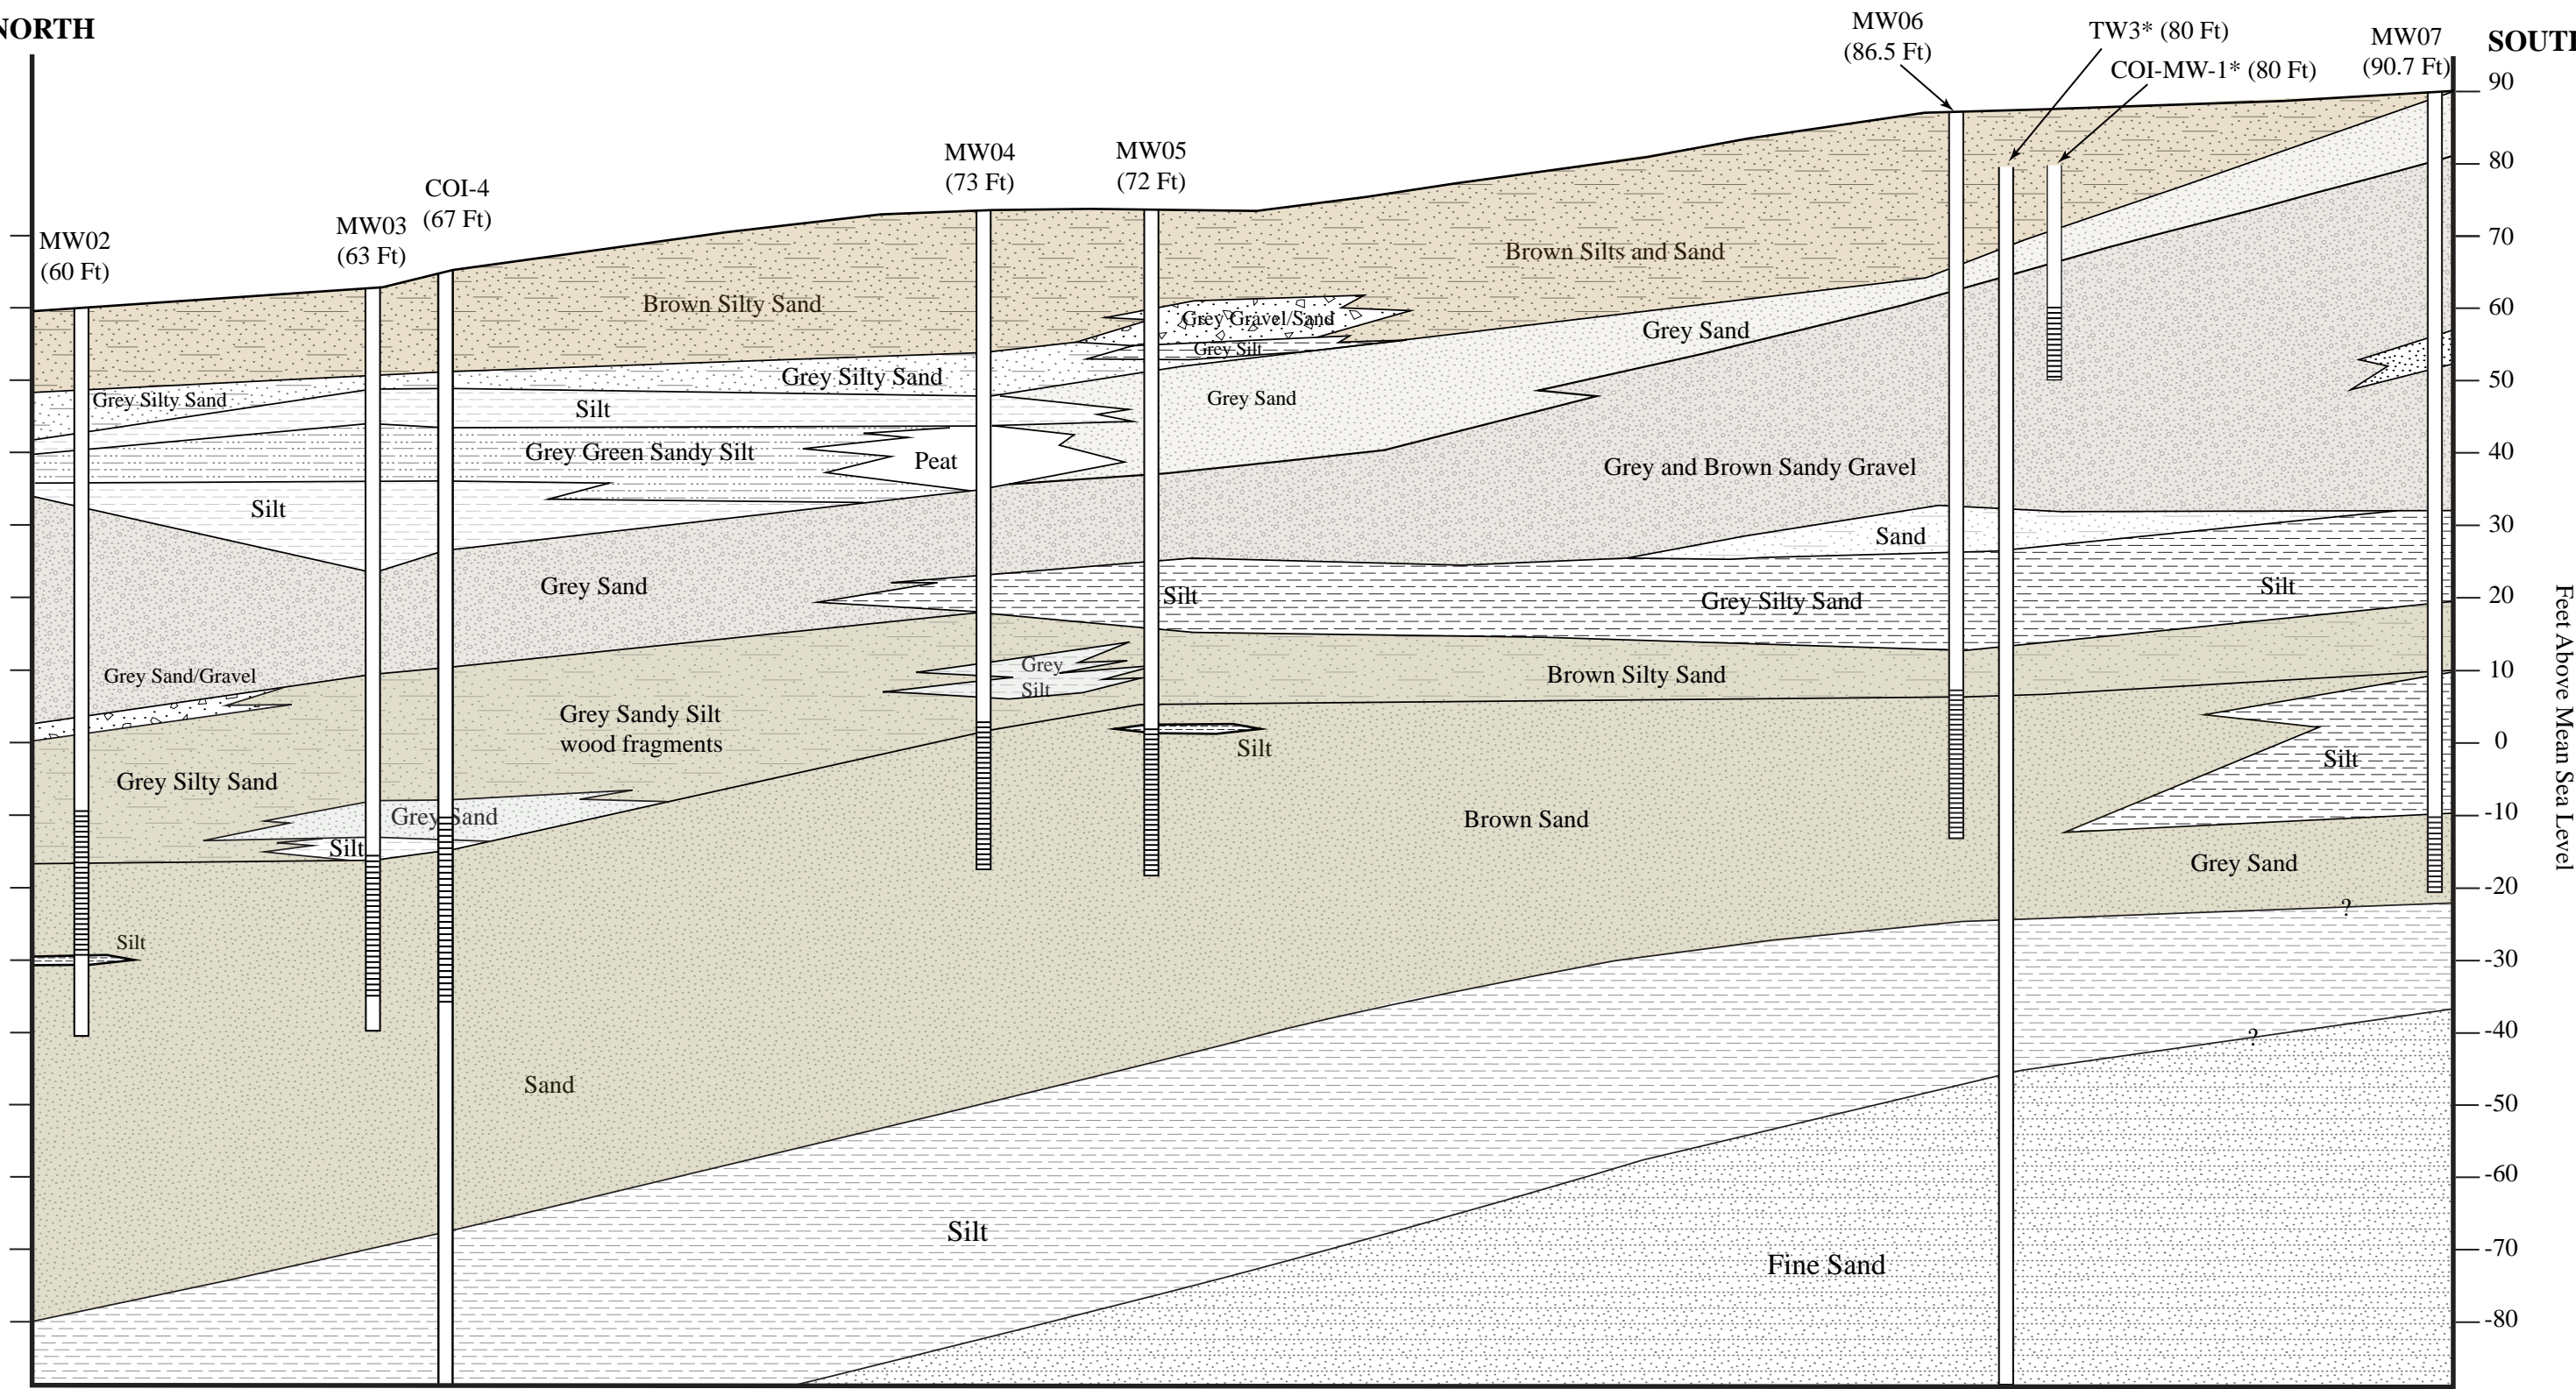 NORTH
SOUTH
MW02
(60 Ft)
MW03
(63 Ft)
COI-4
(67 Ft)
MW04
(73 Ft)
MW05
(72 Ft)
MW06
(86.5 Ft)
TW3* (80 Ft)
COI-MW-1* (80 Ft)
MW07
(90.7 Ft)
90
80
70
60
50
40
30
20
10
0
-10
-20
-30
-40
-50
-60
-70
-80
Feet Above Mean Sea Level
Brown Silts and Sand
Brown Silty Sand
Grey Gravel/Sand
Grey Sand
Grey Silt
Grey Silty Sand
Grey Silty Sand
Silt
Grey Sand
Grey Green Sandy Silt
Peat
Grey and Brown Sandy Gravel
Silt
Sand
Grey Sand
Silt
Grey Silty Sand
Silt
Grey Sand/Gravel
Grey
Silt
Brown Silty Sand
Grey Sandy Silt
wood fragments
Silt
Silt
Grey Silty Sand
Grey Sand
Brown Sand
Silt
Grey Sand
?
Silt
?
Sand
Silt
Fine Sand